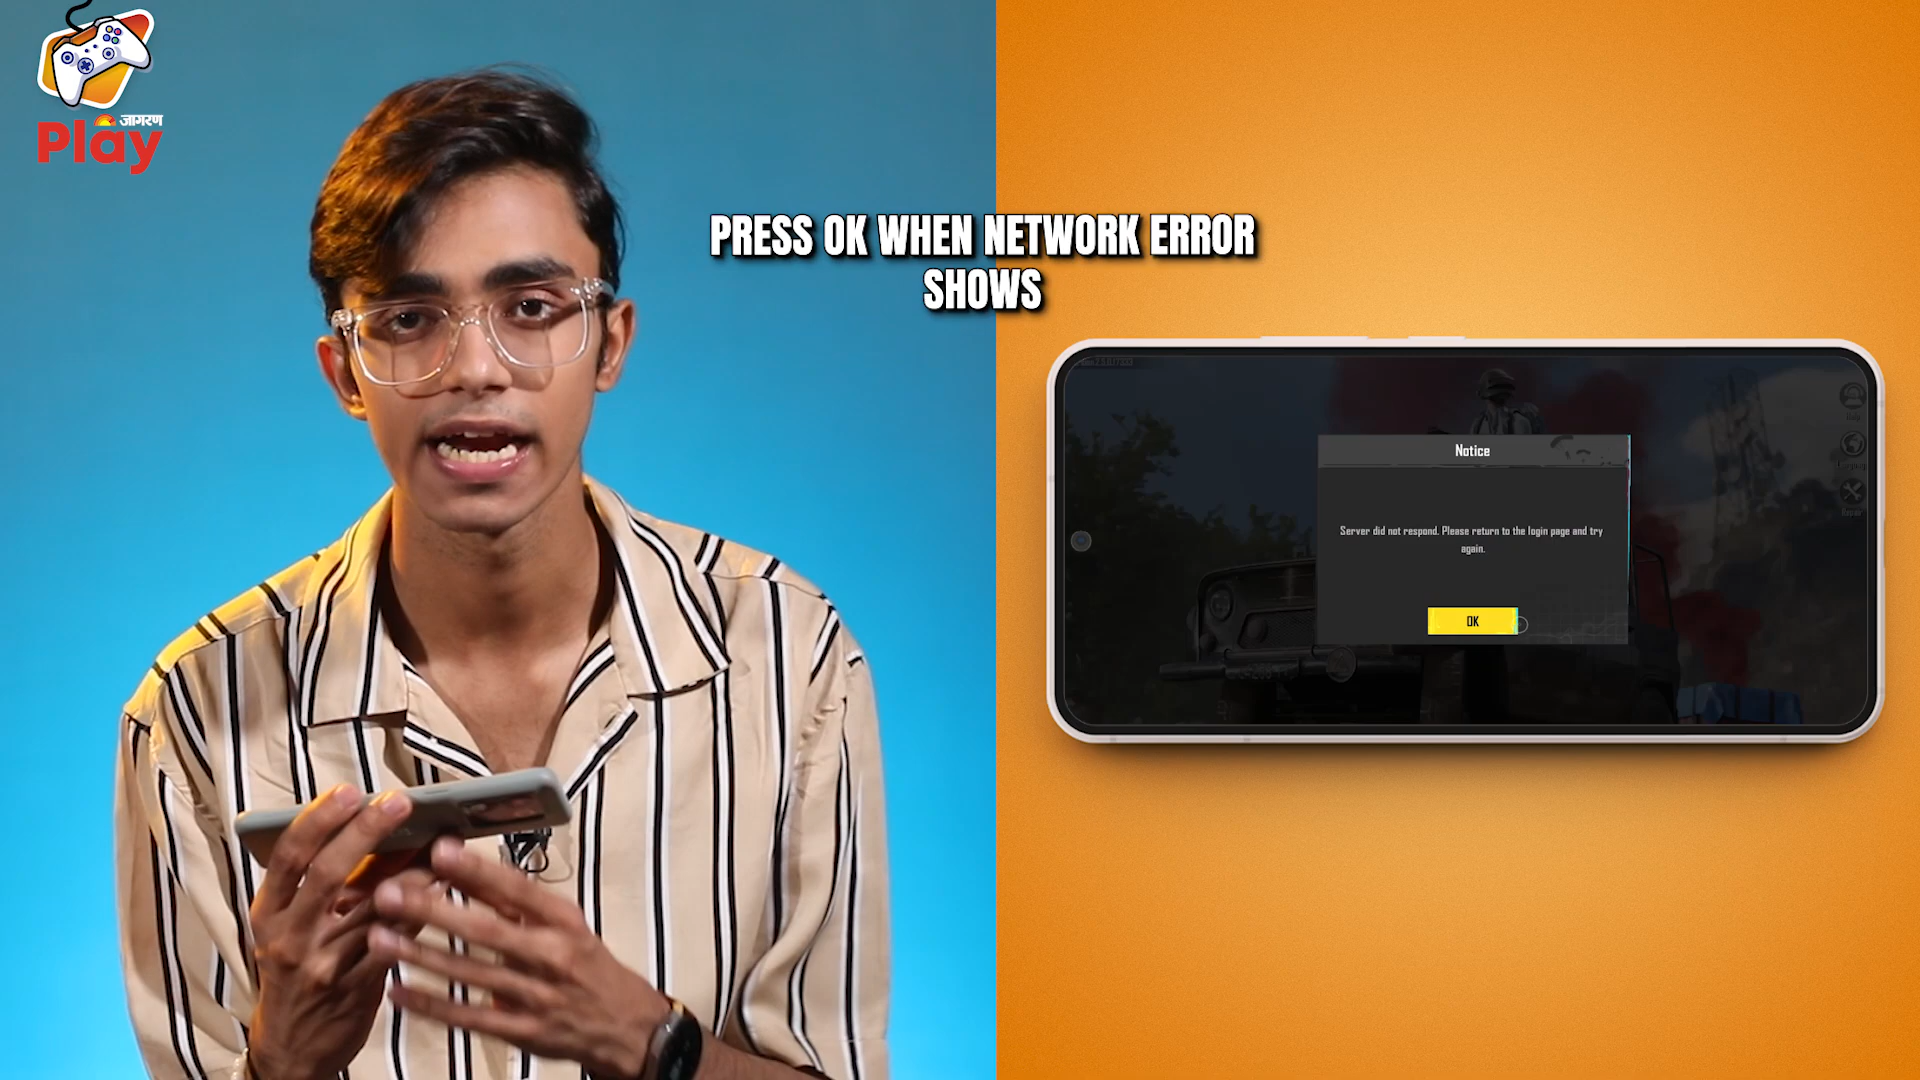 जागरण
Play
PRESS OK WHEN NETWORK ERROR
SHOWS
Notice
Server did not respond. Please return to the login page and try
again.
OK